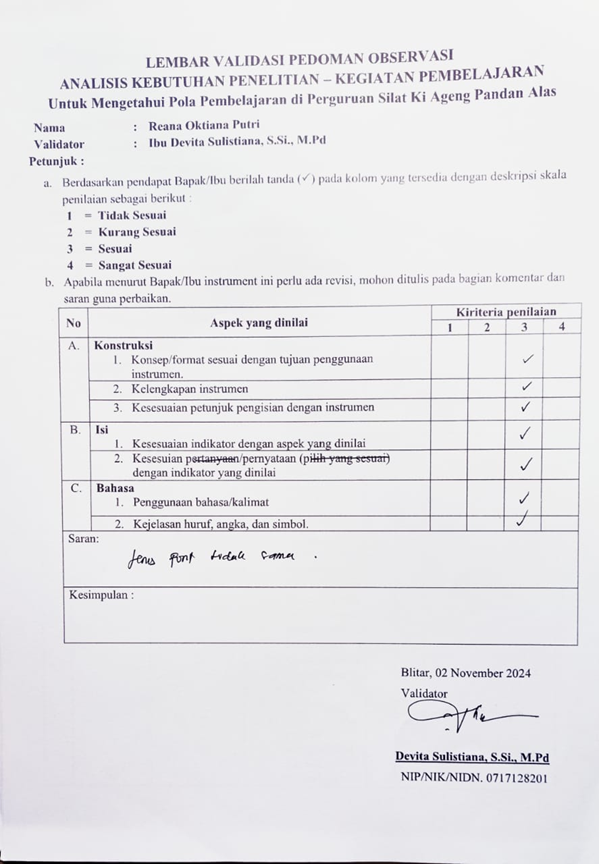 LEMBAR VALIDASI PEDOMAN OBSERVASI
ANALISIS KEBUTUHAN PENELITIAN – KEGIATAN PEMBELAJARAN
Untuk Mengetahui Pola Pembelajaran di Perguruan Silat Ki Ageng Pandan Alas
Nama : Reana Oktiana Putri
Validator : Ibu Devita Sulistiana, S.Si., M.Pd
Petunjuk :
a. Berdasarkan pendapat Bapak/Ibu berilah tanda (✓) pada kolom yang tersedia dengan deskripsi skala
penilaian sebagai berikut :
1 = Tidak Sesuai
2 = Kurang Sesuai
3 = Sesuai
4 = Sangat Sesuai
b. Apabila menurut Bapak/Ibu instrument ini perlu ada revisi, mohon ditulis pada bagian komentar dan
saran guna perbaikan.
No Aspek yang dinilai Kiriteria penilaian
1 2 3 4
A. Konstruksi
1. Konsep/format sesuai dengan tujuan penggunaan
instrumen. ✓
2. Kelengkapan instrumen ✓
3. Kesesuaian petunjuk pengisian dengan instrumen ✓
B. Isi
1. Kesesuaian indikator dengan aspek yang dinilai ✓
2. Kesesuian pertanyaan/pernyataan (pilih yang sesuai)
dengan indikator yang dinilai ✓
C. Bahasa
1. Penggunaan bahasa/kalimat ✓
2. Kejelasan huruf, angka, dan simbol. ✓
Saran:
Jenis font tidak sama .
Kesimpulan :
Blitar, 02 November 2024
Validator
Devita Sulistiana, S.Si., M.Pd
NIP/NIK/NIDN. 0717128201